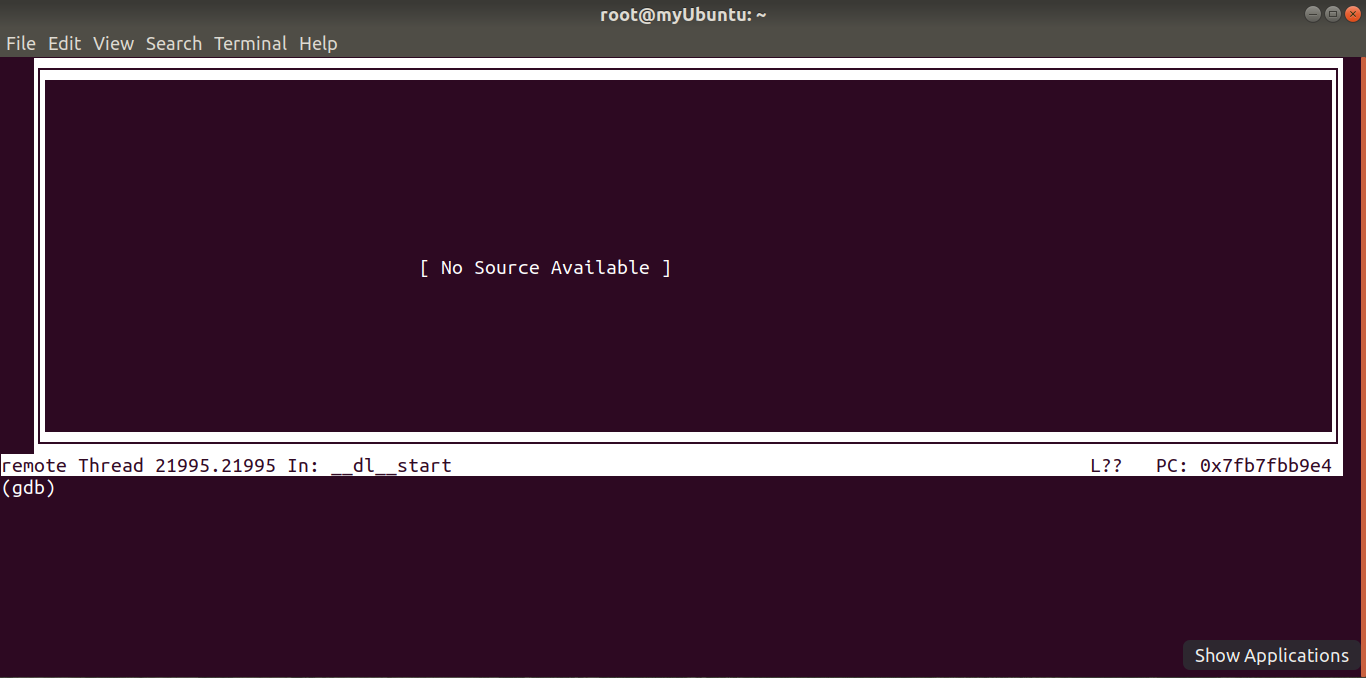 root@myUbuntu: ~
File Edit View Search Terminal Help
[ No Source Available ]
remote Thread 21995.21995 In: __dl__start L?? PC: 0x7fb7fbb9e4
(gdb)
Show Applications